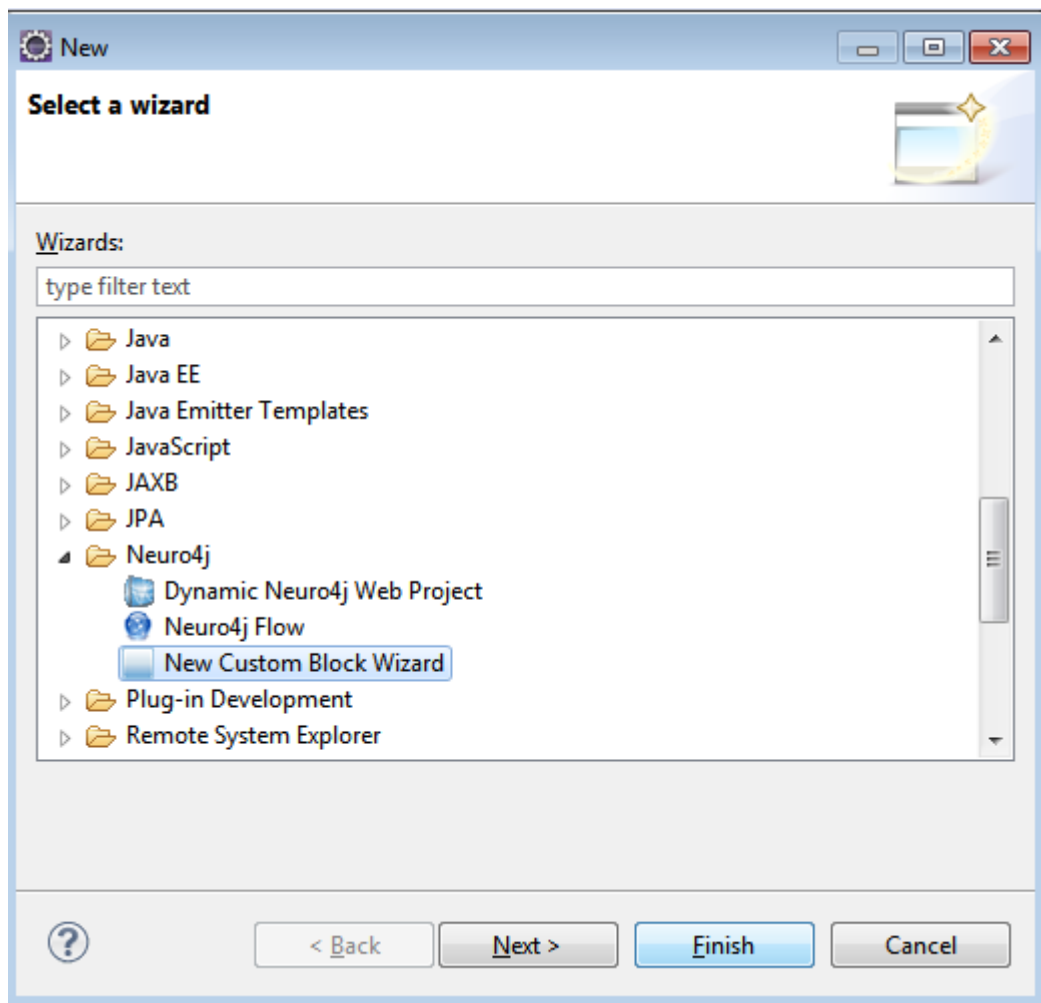 New
Select a wizard
Wizards:
type filter text
Java
Java EE
Java Emitter Templates
JavaScript
JAXB
JPA
Neuro4j
Dynamic Neuro4j Web Project
Neuro4j Flow
New Custom Block Wizard
Plug-in Development
Remote System Explorer
?
< Back Next > Finish Cancel